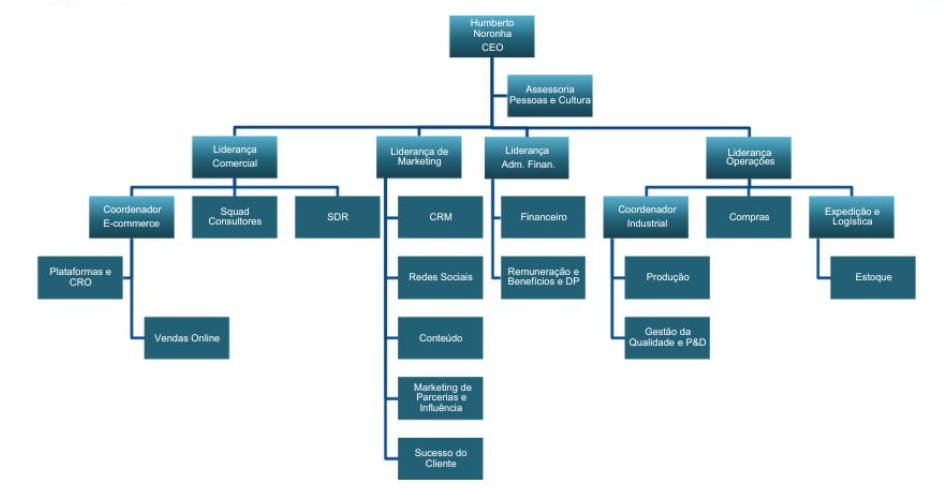 Humberto
Noronha
CEO
Assessoria
Pessoas e Cultura
Liderança
Comercial
Liderança de
Marketing
Liderança
Adm. Finan.
Liderança
Operações
Coordenador
E-commerce
Squad
Consultores
SDR
CRM
Financeiro
Coordenador
Industrial
Compras
Expedição e
Logística
Plataformas e
CRO
Redes Sociais
Remuneração e
Benefícios e DP
Produção
Estoque
Vendas Online
Conteúdo
Gestão da
Qualidade e P&D
Marketing de
Parcerias e
Influência
Sucesso do
Cliente